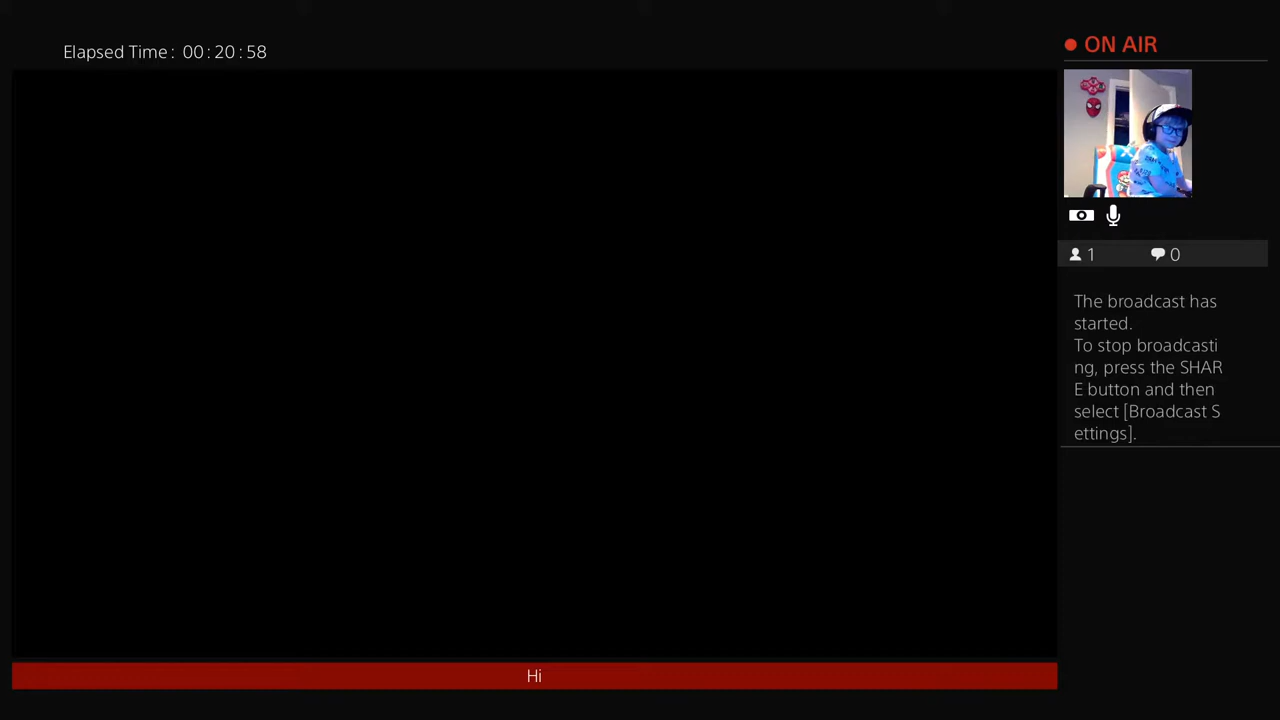 Elapsed Time: 00:20:58
ON AIR
1 0
The broadcast has
started.
To stop broadcasti
ng, press the SHAR
E button and then
select [Broadcast S
ettings].
Hi